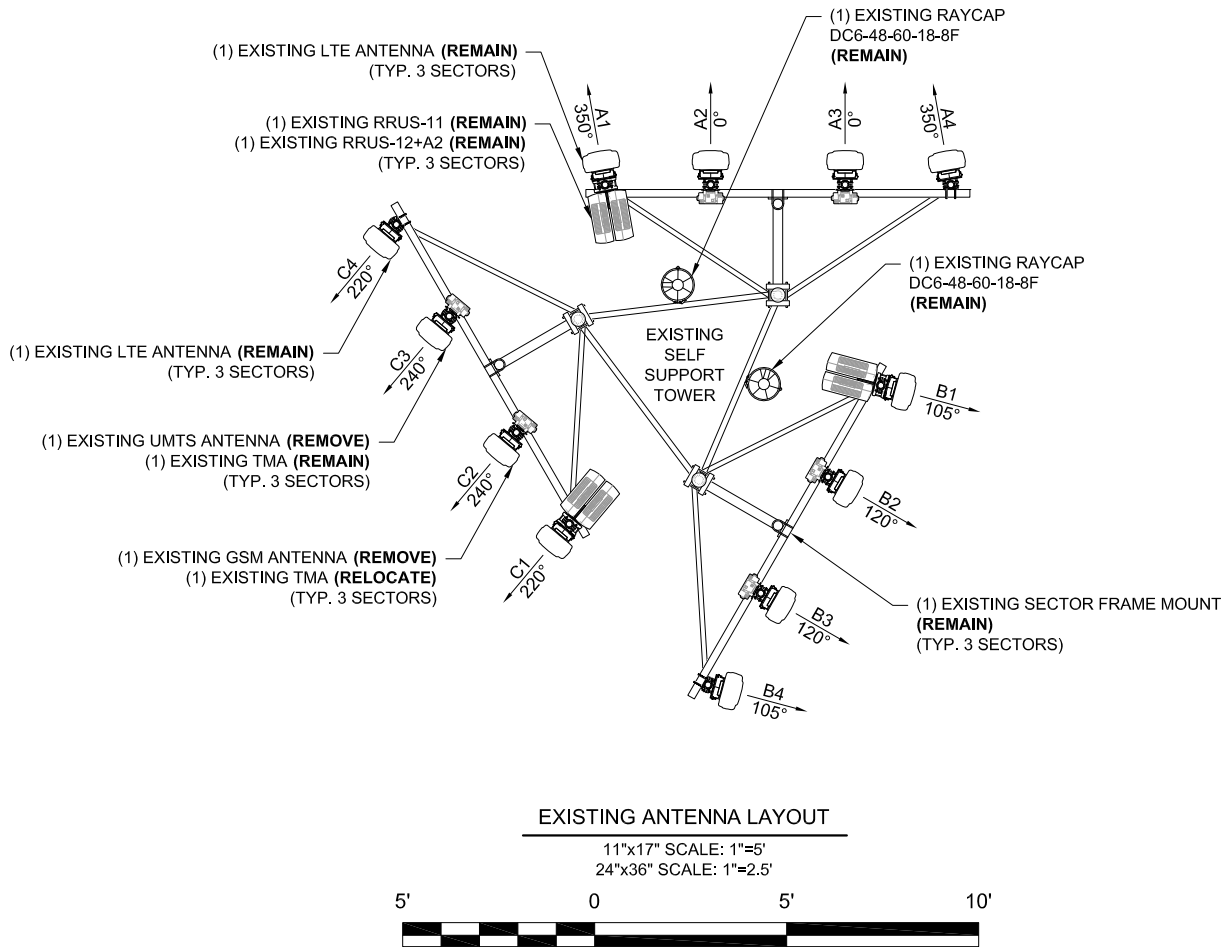 (1) EXISTING RAYCAP
DC6-48-60-18-8F
(REMAIN)
(1) EXISTING LTE ANTENNA (REMAIN)
(TYP. 3 SECTORS)
A1
350°
A2
0°
A3
0°
A4
350°
(1) EXISTING RRUS-11 (REMAIN)
(1) EXISTING RRUS-12+A2 (REMAIN)
(TYP. 3 SECTORS)
(1) EXISTING RAYCAP
DC6-48-60-18-8F
(REMAIN)
C4
220°
EXISTING
SELF
SUPPORT
TOWER
(1) EXISTING LTE ANTENNA (REMAIN)
(TYP. 3 SECTORS)
C3
240°
B1
105°
(1) EXISTING UMTS ANTENNA (REMOVE)
(1) EXISTING TMA (REMAIN)
(TYP. 3 SECTORS)
C2
240°
B2
120°
(1) EXISTING GSM ANTENNA (REMOVE)
(1) EXISTING TMA (RELOCATE)
(TYP. 3 SECTORS)
C1
220°
B3
120°
(1) EXISTING SECTOR FRAME MOUNT
(REMAIN)
(TYP. 3 SECTORS)
B4
105°
EXISTING ANTENNA LAYOUT
11"x17" SCALE: 1"=5'
24"x36" SCALE: 1"=2.5'
5' 0 5' 10'